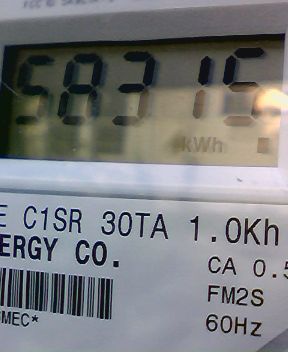 58315
kWh
E C1SR 30TA 1.0Kh
ERGY CO.
CA 0.5
FM2S
MEC*
60Hz